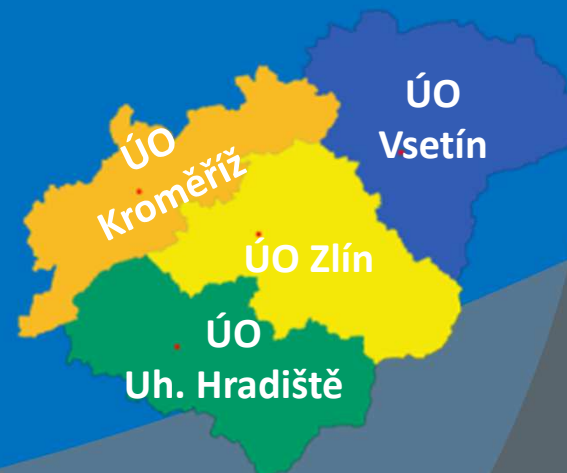 ÚO
Vsetín
ÚO
Kroměříž
ÚO Zlín
ÚO
Uh. Hradiště